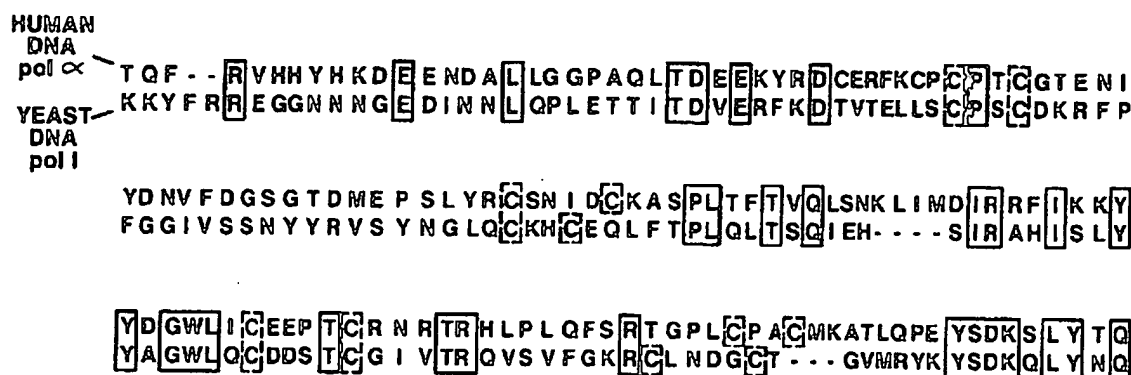 HUMAN
DNA
pol ∝
TQF--RVHHYHKDEENDALLGGPAQLTDEEKYRDCERFKCPCPTCGTENI
KKYFRREGGNNNGEDINNLQPLETTITDVERFKDTVTELLSCPSCDKRFP
YEAST
DNA
pol I
YDNVFDGSGTDMEPSLYRCSNIDCKASPLTFTVQLSNKLIMDIRRFIKKY
FGGIVSSNYYRVSYNGLQCKHCEQLFTPLQLTSQIEH----SIRAHISLY
YDGWLICEEPTCRNRTRHLPLQFSRTGPLCPACMKATLQPEYSDKSLYTQ
YAGWLQCDDSTCGIVTRQVSVFGKRCLNDGCT---GVMRYKYSDKQLYNQ